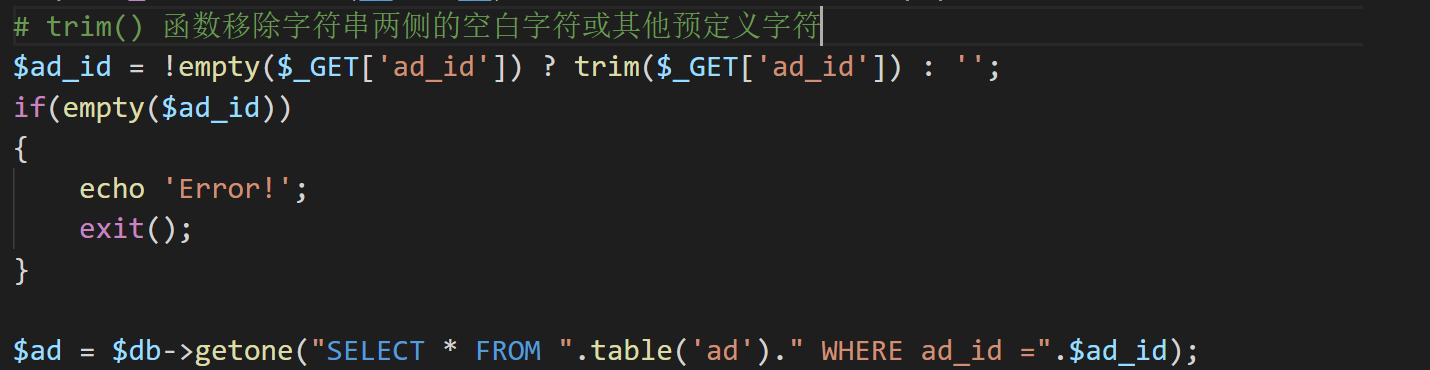 # trim() 函数移除字符串两侧的空白字符或其他预定义字符
$ad_id = !empty($_GET['ad_id']) ? trim($_GET['ad_id']) : '';
if(empty($ad_id))
{
    echo 'Error!';
    exit();
}
$ad = $db->getone("SELECT * FROM ".table('ad')." WHERE ad_id =".$ad_id);